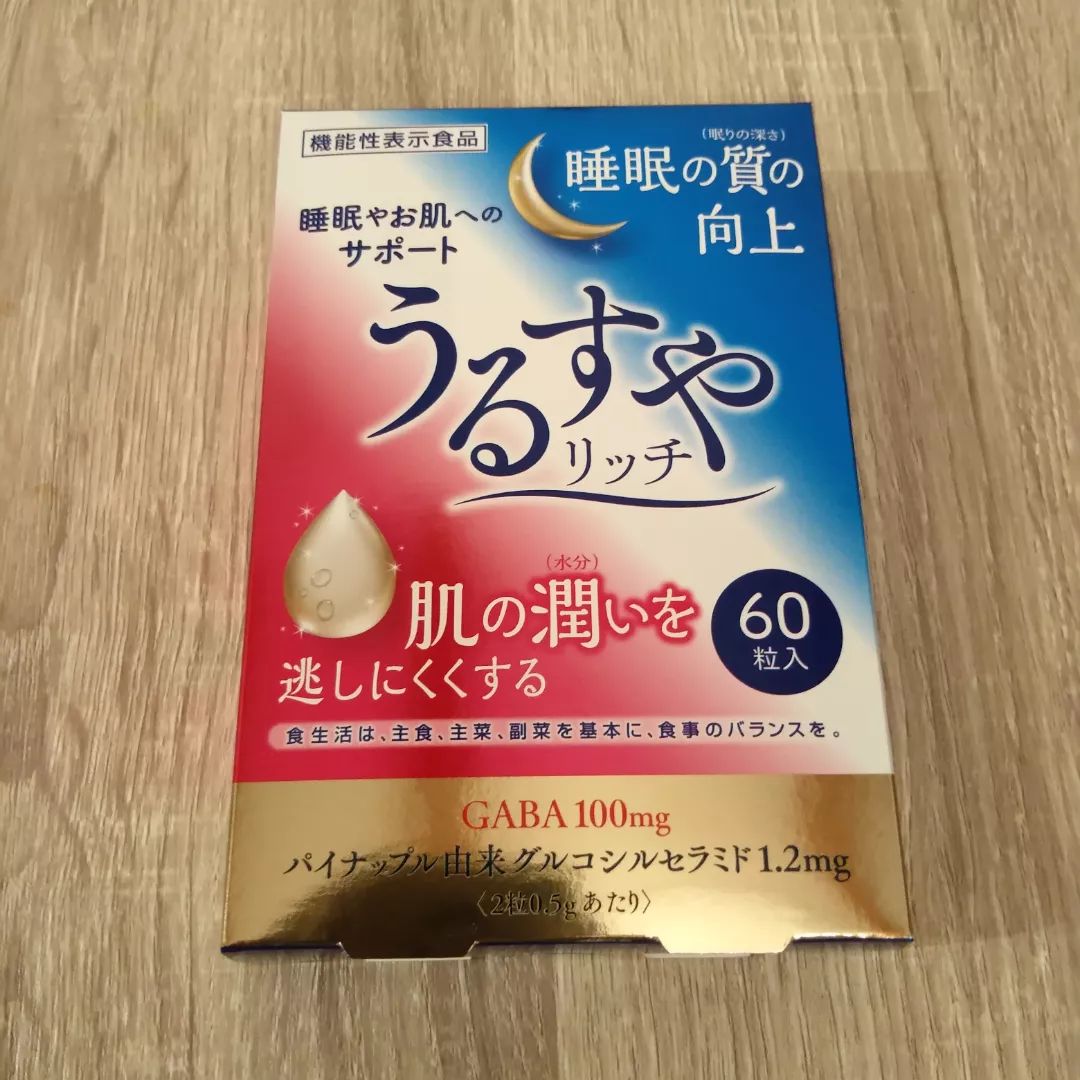 機能性表示食品
(眠りの深さ)
睡眠の質の
向上
睡眠やお肌への
サポート
うるすや
リッチ
(水分)
肌の潤いを
逃しにくくする
60
粒入
食生活は、主食、主菜、副菜を基本に、食事のバランスを。
GABA 100mg
パイナップル由来グルコシルセラミド1.2mg
〈2粒0.5gあたり〉